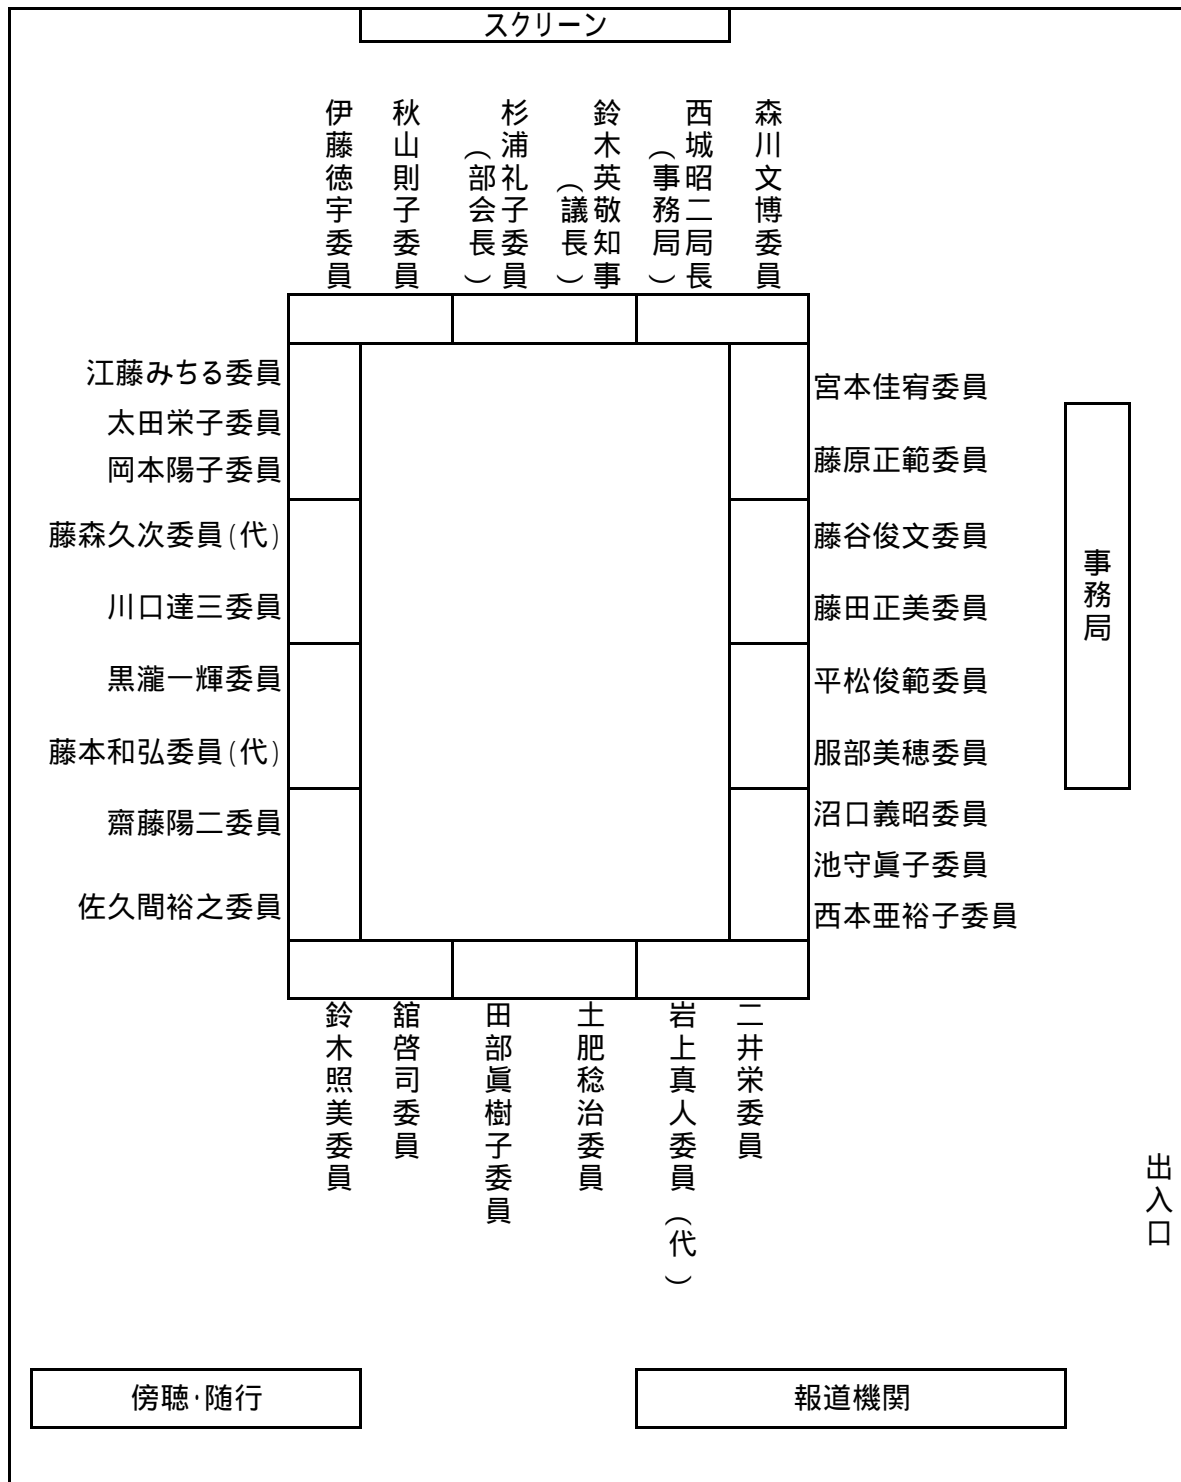 スクリーン
伊藤徳宇委員
秋山則子委員
杉浦礼子委員
(部会長)
鈴木英敬知事
(議長)
西城昭二局長
(事務局)
森川文博委員
江藤みちる委員
太田栄子委員
岡本陽子委員
藤森久次委員(代)
川口達三委員
黒瀧一輝委員
藤本和弘委員(代)
齋藤陽二委員
佐久間裕之委員
宮本佳宥委員
藤原正範委員
藤谷俊文委員
藤田正美委員
平松俊範委員
服部美穂委員
沼口義昭委員
池守眞子委員
西本亜裕子委員
事務局
鈴木照美委員
舘啓司委員
田部眞樹子委員
土肥稔治委員
岩上真人委員(代)
二井栄委員
出入口
傍聴・随行
報道機関